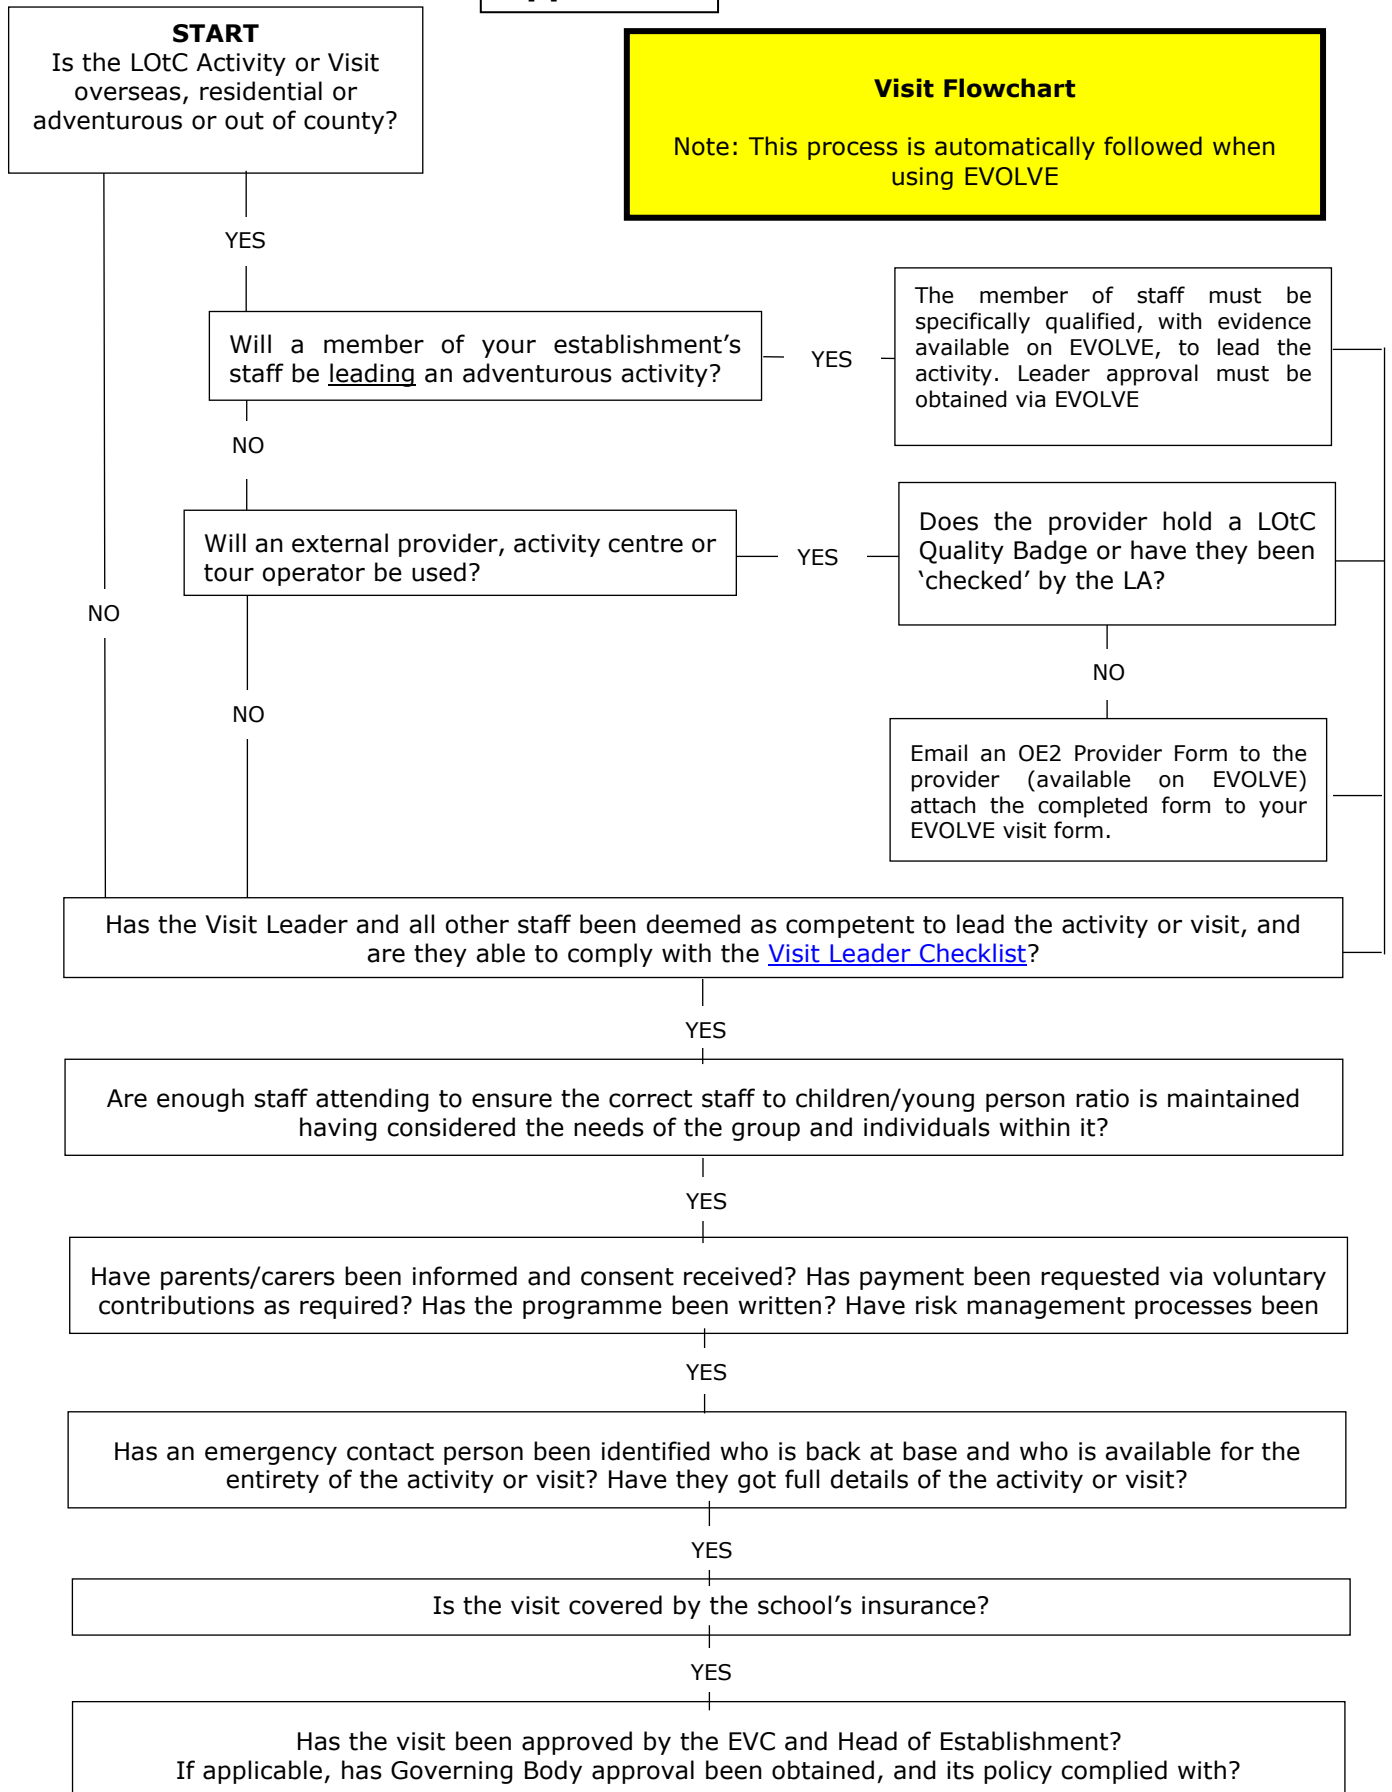 START
Is the LOtC Activity or Visit
overseas, residential or
adventurous or out of county?
Visit Flowchart
Note: This process is automatically followed when
using EVOLVE
YES
Will a member of your establishment's
staff be leading an adventurous activity?
YES
The member of staff must be
specifically qualified, with evidence
available on EVOLVE, to lead the
activity. Leader approval must be
obtained via EVOLVE
NO
Will an external provider, activity centre or
tour operator be used?
YES
Does the provider hold a LOtC
Quality Badge or have they been
‘checked’ by the LA?
NO
NO
NO
Email an OE2 Provider Form to the
provider (available on EVOLVE)
attach the completed form to your
EVOLVE visit form.
Has the Visit Leader and all other staff been deemed as competent to lead the activity or visit, and
are they able to comply with the Visit Leader Checklist?
YES
Are enough staff attending to ensure the correct staff to children/young person ratio is maintained
having considered the needs of the group and individuals within it?
YES
Have parents/carers been informed and consent received? Has payment been requested via voluntary
contributions as required? Has the programme been written? Have risk management processes been
YES
Has an emergency contact person been identified who is back at base and who is available for the
entirety of the activity or visit? Have they got full details of the activity or visit?
YES
Is the visit covered by the school’s insurance?
YES
Has the visit been approved by the EVC and Head of Establishment?
If applicable, has Governing Body approval been obtained, and its policy complied with?